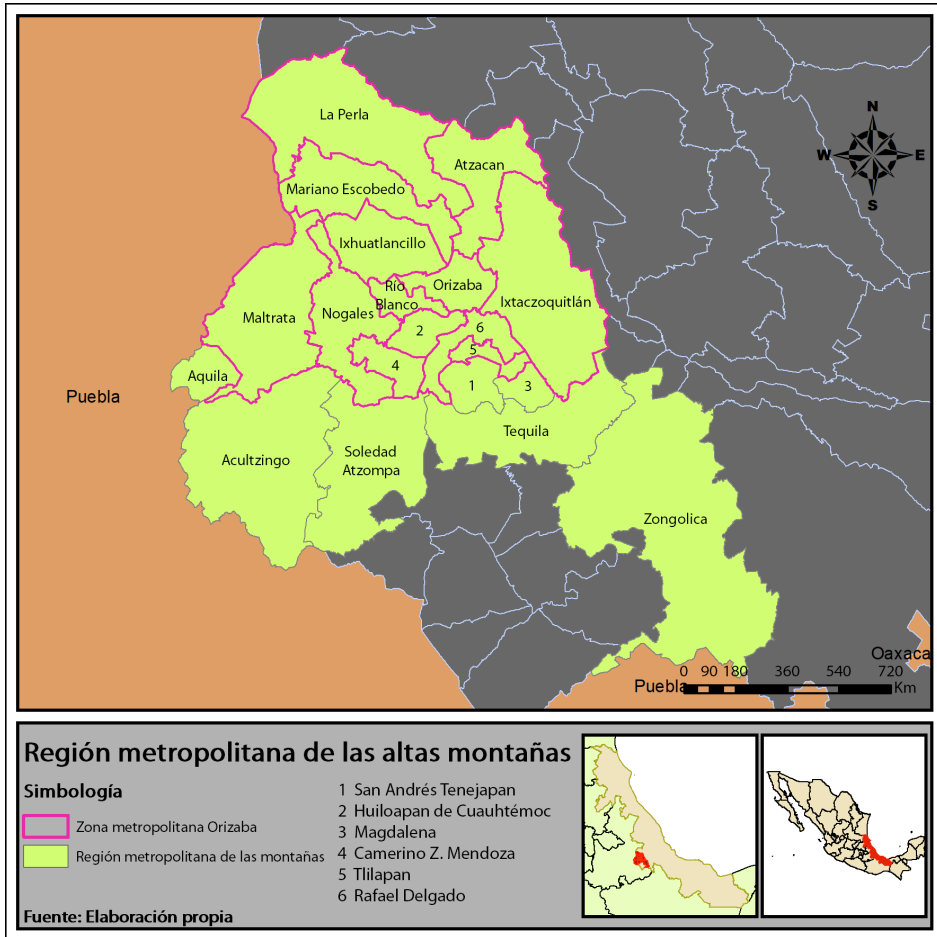 N
W
E
S
La Perla
Atzacan
Mariano Escobedo
Ixhuatlancillo
Río
Blanco
Orizaba
Ixtaczoquitlán
Nogales
Maltrata
2
6
5
4
1
3
Aquila
Puebla
Tequila
Acultzingo
Soledad
Atzompa
Zongolica
Oaxaca
Puebla
0 90 180 360 540 720
Km
Región metropolitana de las altas montañas
Simbología
Zona metropolitana Orizaba
Región metropolitana de las montañas
1 San Andrés Tenejapan
2 Huiloapan de Cuauhtémoc
3 Magdalena
4 Camerino Z. Mendoza
5 Tlilapan
6 Rafael Delgado
Fuente: Elaboración propia